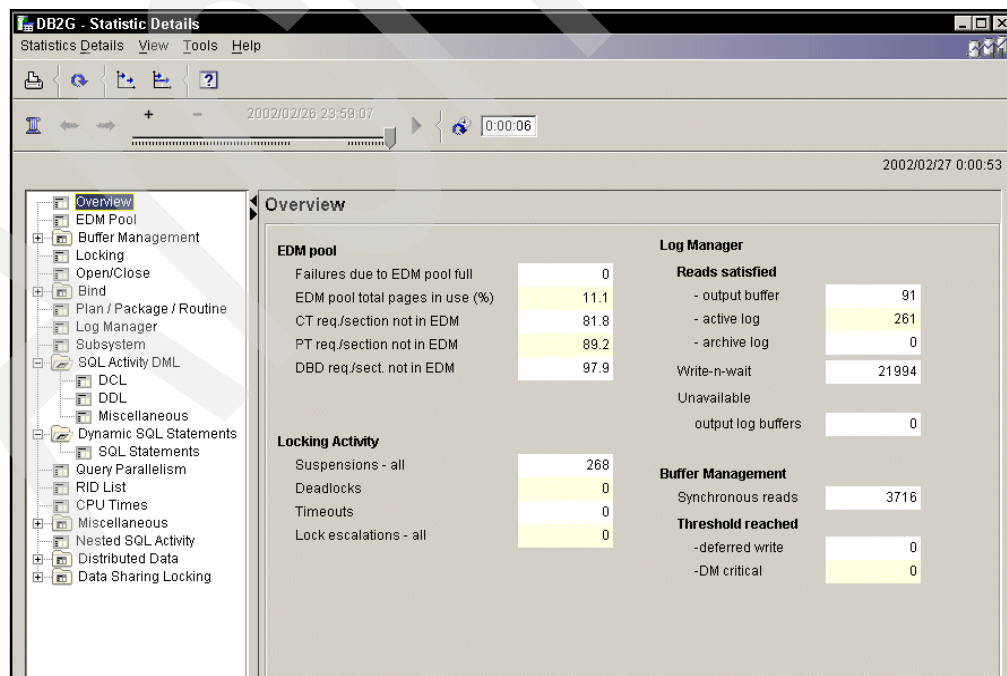 DB2G - Statistic Details
Statistics Details View Tools Help
+ - 2002/02/26 23:59:07
0:00:06
2002/02/27 0:00:53
Overview
EDM Pool
Buffer Management
Locking
Open/Close
Bind
Plan / Package / Routine
Log Manager
Subsystem
SQL Activity DML
DCL
DDL
Miscellaneous
Dynamic SQL Statements
SQL Statements
Query Parallelism
RID List
CPU Times
Miscellaneous
Nested SQL Activity
Distributed Data
Data Sharing Locking
Overview
EDM pool
Failures due to EDM pool full 0
EDM pool total pages in use (%) 11.1
CT req./section not in EDM 81.8
PT req./section not in EDM 89.2
DBD req./sect. not in EDM 97.9
Locking Activity
Suspensions - all 268
Deadlocks 0
Timeouts 0
Lock escalations - all 0
Log Manager
Reads satisfied
- output buffer 91
- active log 261
- archive log 0
Write-n-wait 21994
Unavailable
output log buffers 0
Buffer Management
Synchronous reads 3716
Threshold reached
-deferred write 0
-DM critical 0